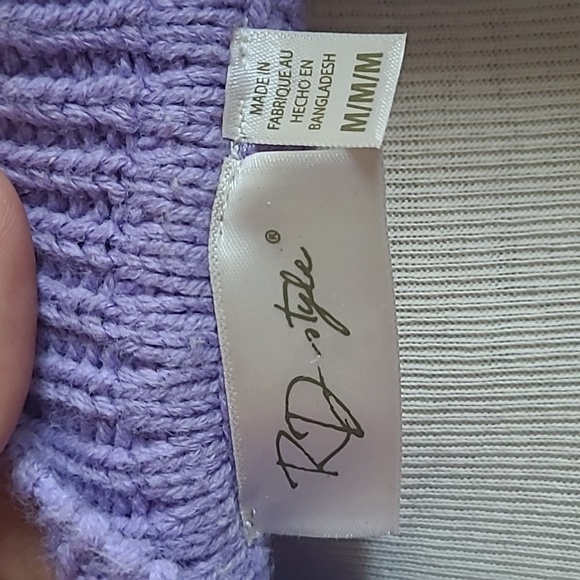 MADE IN
FABRIQUE AU
HECHO EN
BANGLADESH
M/M/M
RD style®